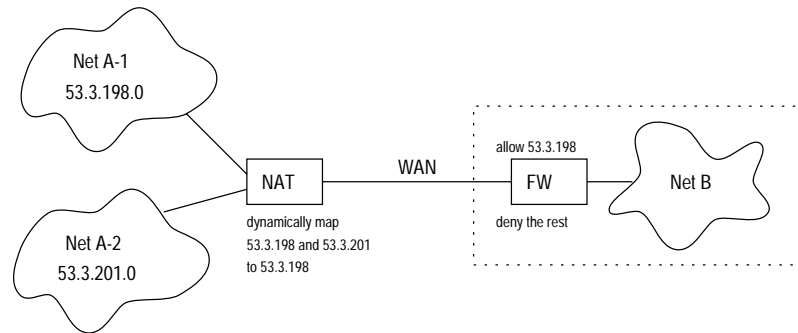 Net A-1
53.3.198.0
Net A-2
53.3.201.0
NAT
dynamically map
53.3.198 and 53.3.201
to 53.3.198
WAN
allow 53.3.198
FW
deny the rest
Net B